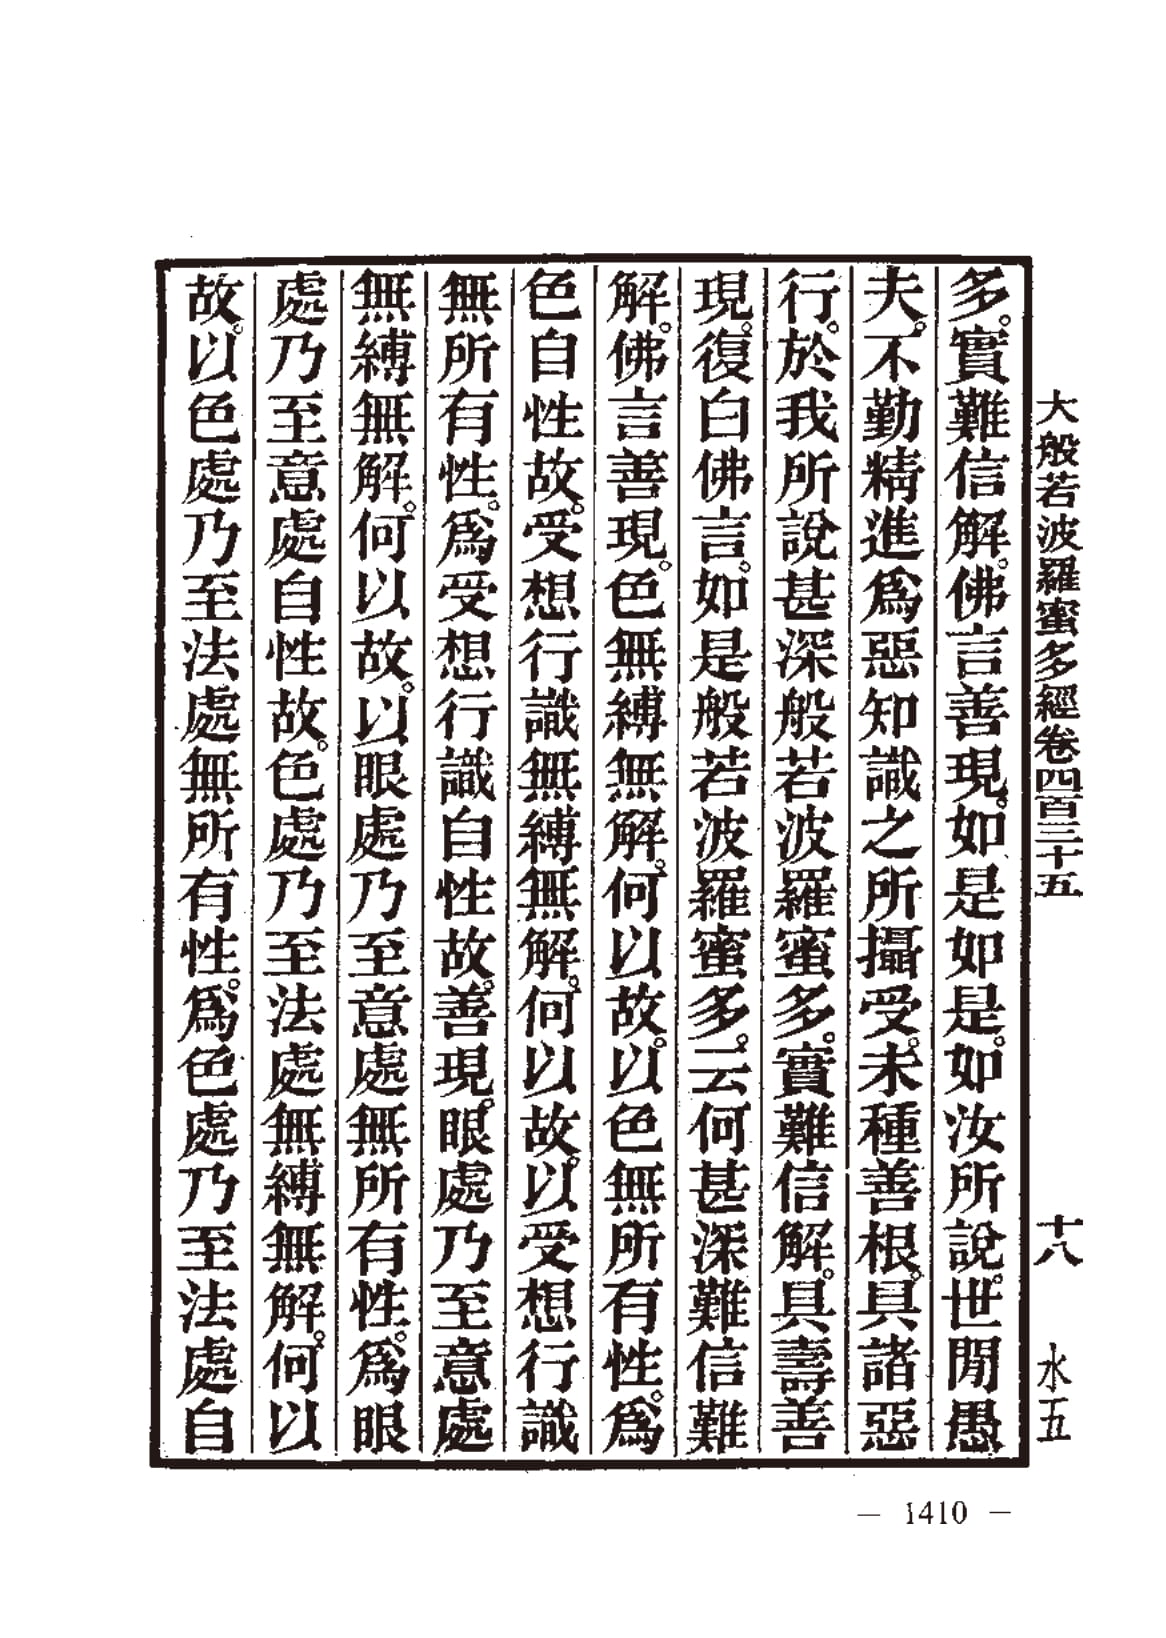 大般若波羅蜜多經卷四百三十五　十八　水五
多。實難信解。佛言善現。如是如是。如汝所說。世閒愚
夫。不勤精進爲惡知識之所攝受。未種善根。具諸惡
行。於我所說甚深般若波羅蜜多。實難信解。具壽善
現。復白佛言。如是般若波羅蜜多。云何甚深難信難
解。佛言善現。色無縛無解。何以故。以色無所有性。爲
色自性故。受想行識無縛無解。何以故。以受想行識
無所有性。爲受想行識自性故。善現。眼處乃至意處
無縛無解。何以故。以眼處乃至意處無所有性。爲眼
處乃至意處自性故。色處乃至法處無縛無解。何以
故。以色處乃至法處無所有性。爲色處乃至法處自
— 1410 —